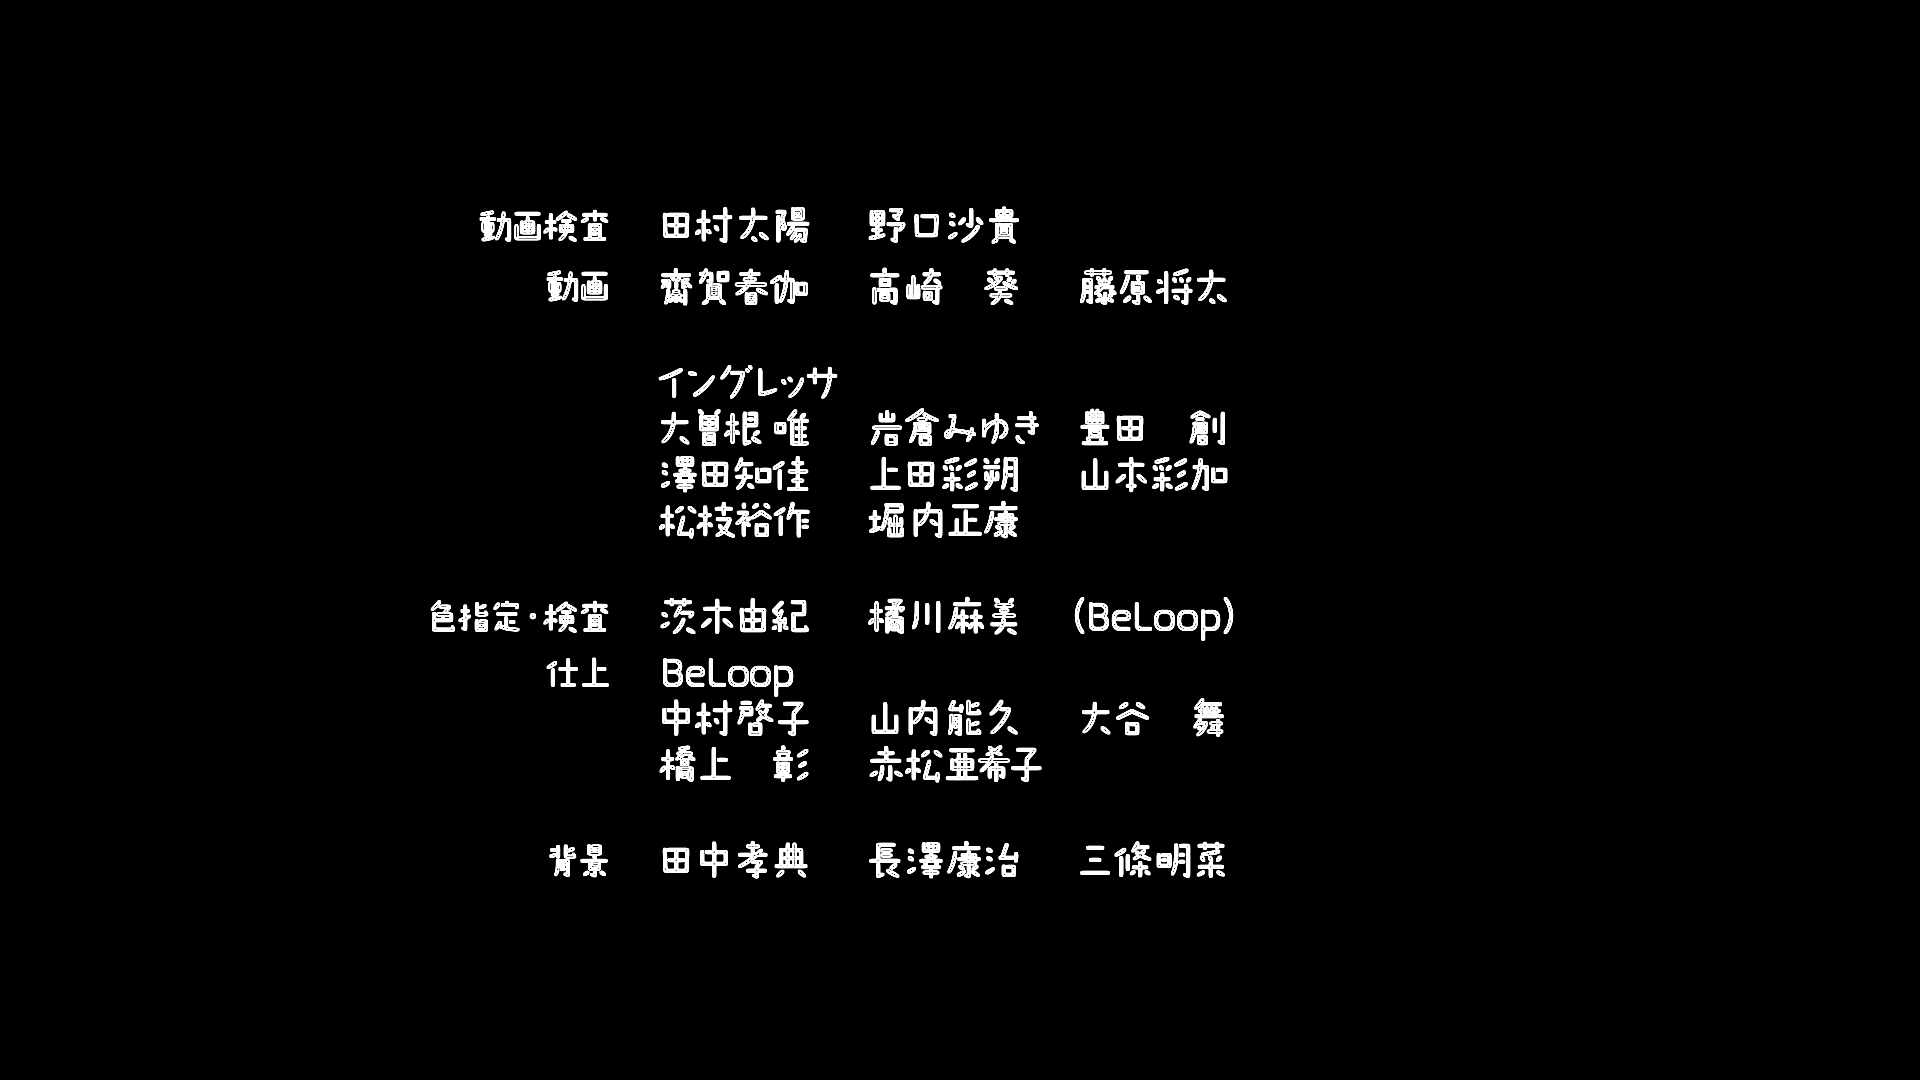 動画検査 田村太陽 野口沙貴
動画 齋賀春伽 高崎 葵 藤原将太
イングレッサ
大曽根 唯 岩倉みゆき 豊田 創
澤田知佳 上田彩朔 山本彩加
松枝裕作 堀内正康
色指定・検査 茨木由紀 橘川麻美 (BeLoop)
仕上 BeLoop
中村啓子 山内能久 大谷 舞
橋上 彰 赤松亜希子
背景 田中孝典 長澤康治 三條明菜